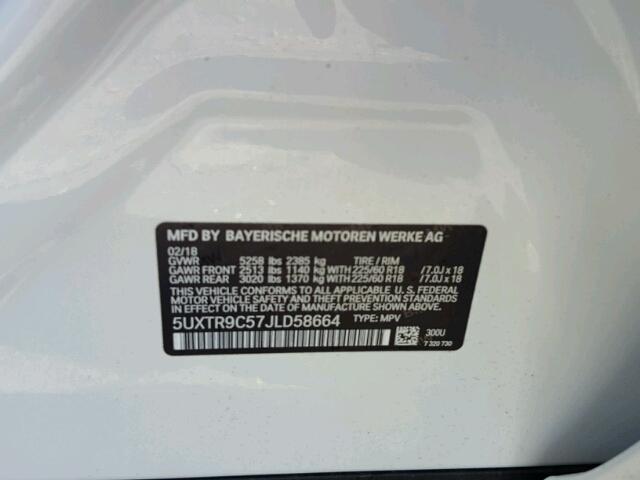 MFD BY BAYERISCHE MOTOREN WERKE AG
02/18
GVWR 5258 lbs 2385 kg TIRE / RIM
GAWR FRONT 2513 lbs 1140 kg WITH 225/60 R18 /7.0J x 18
GAWR REAR 3020 lbs 1370 kg WITH 225/60 R18 /7.0J x 18
THIS VEHICLE CONFORMS TO ALL APPLICABLE U.S. FEDERAL
MOTOR VEHICLE SAFETY AND THEFT PREVENTION STANDARDS
IN EFFECT ON THE DATE OF MANUFACTURE SHOWN ABOVE.
5UXTR9C57JLD58664 TYPE: MPV
300U
7 320 730